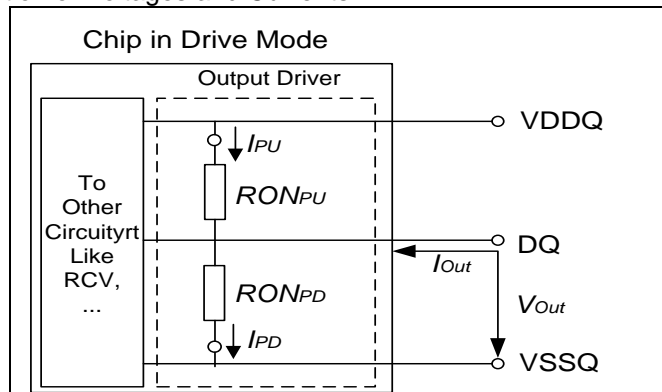 Chip in Drive Mode
Output Driver
VDDQ
IPU
To
Other
Circuityrt
Like
RCV,
...
RONPU
DQ
IOut
RONPD
VOut
IPD
VSSQ